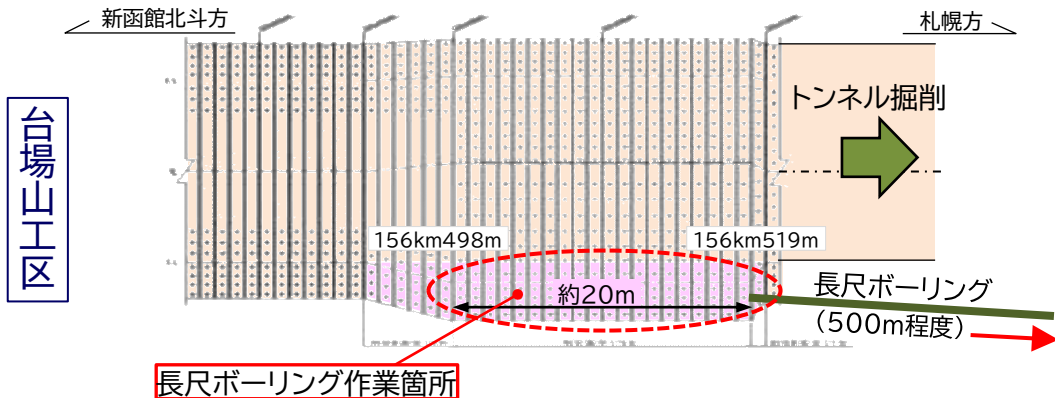 新函館北斗方
札幌方
台場山工区
トンネル掘削
156km498m
156km519m
約20m
長尺ボーリング
(500m程度)
長尺ボーリング作業箇所